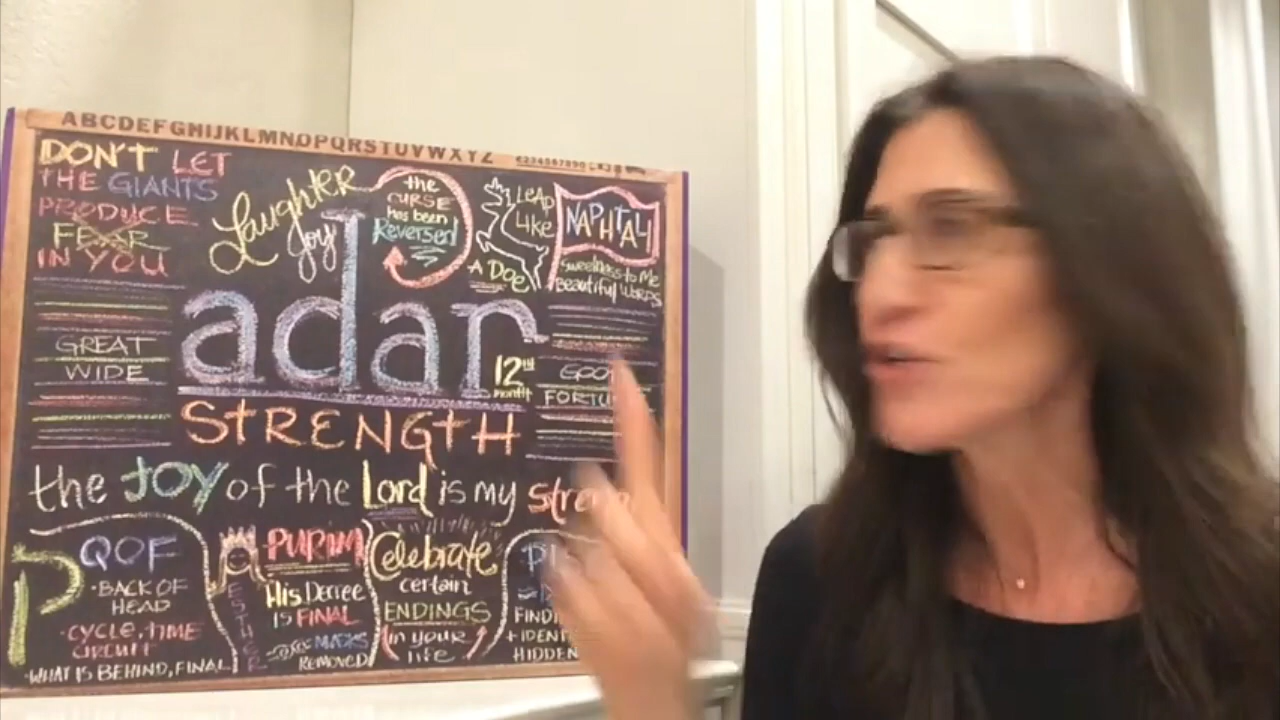 ABCDEFGHIJKLMNOPQRSTUVWXYZ
DON'T LET
THE GIANTS
PRODUCE
FEAR
IN YOU
Laughter
Joy
the
CURSE
has been
Reversed
LEAP
LIKE
A DOE
NAPHTALI
Sweetness to Me
Beautiful WORDS
adar
12TH
month
GREAT
WIDE
STRENGTH
the JOY of the Lord is my
QOF
• BACK OF
HEAD
• CYCLE, TIME
CIRCUIT
• WHAT IS BEHIND, FINAL
ESTHER
PURIM
His Decree
IS FINAL
MASKS
REMOVED
Celebrate
certain
ENDINGS
in your
life
HIDDEN